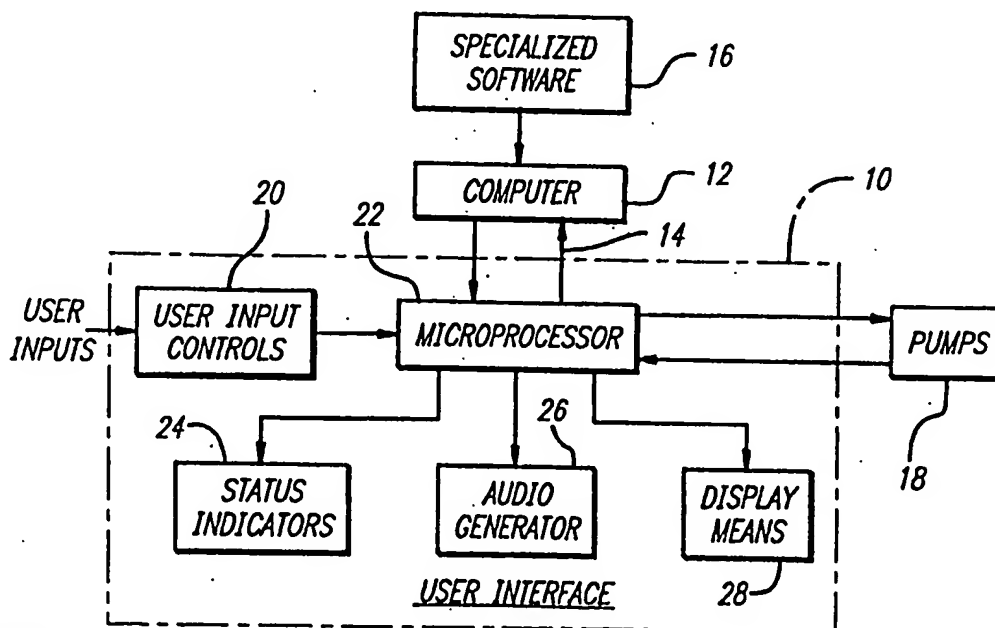 SPECIALIZED
SOFTWARE
16
COMPUTER
12
10
20
22
14
USER
INPUTS
USER INPUT
CONTROLS
MICROPROCESSOR
PUMPS
18
24
26
STATUS
INDICATORS
AUDIO
GENERATOR
DISPLAY
MEANS
28
USER INTERFACE